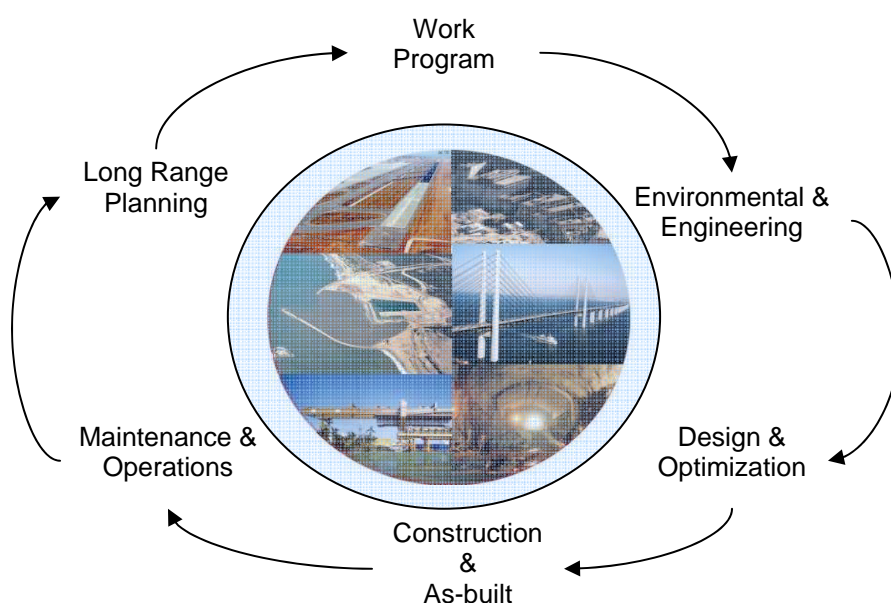 Work
Program
Long Range
Planning
Environmental &
Engineering
Maintenance &
Operations
Design &
Optimization
Construction
&
As-built